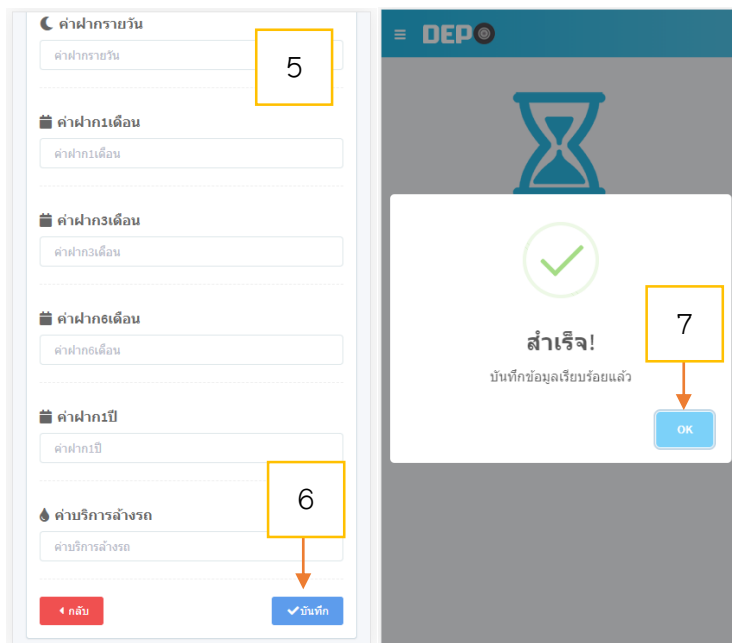 ค่าฝากรายวัน
ค่าฝากรายวัน
5
ค่าฝาก1เดือน
ค่าฝาก1เดือน
ค่าฝาก3เดือน
ค่าฝาก3เดือน
ค่าฝาก6เดือน
ค่าฝาก6เดือน
ค่าฝาก1ปี
ค่าฝาก1ปี
6
ค่าบริการล้างรถ
ค่าบริการล้างรถ
กลับ
บันทึก
DEPO
สำเร็จ!
7
บันทึกข้อมูลเรียบร้อยแล้ว
OK